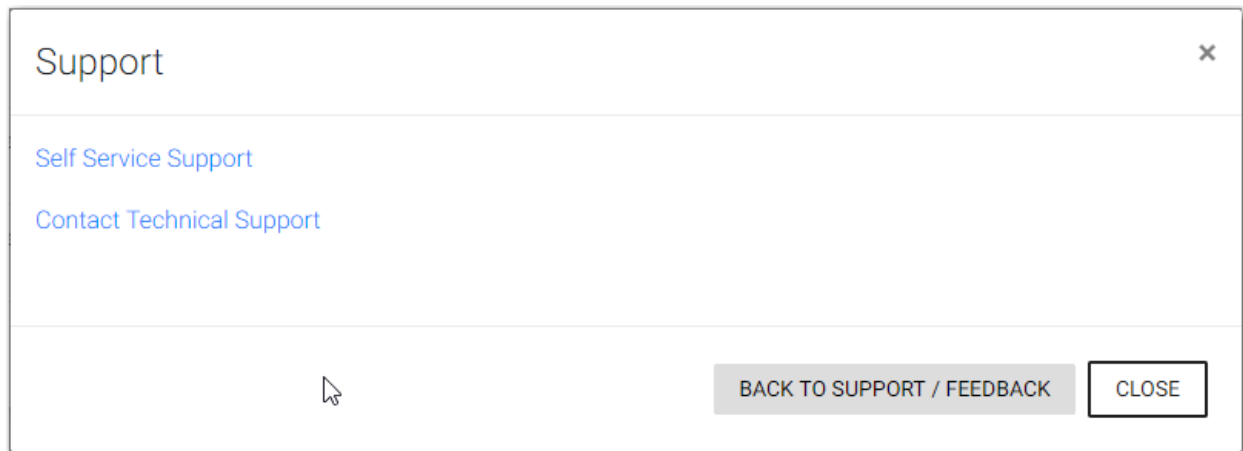 Support
×
Self Service Support
Contact Technical Support
BACK TO SUPPORT / FEEDBACK
CLOSE